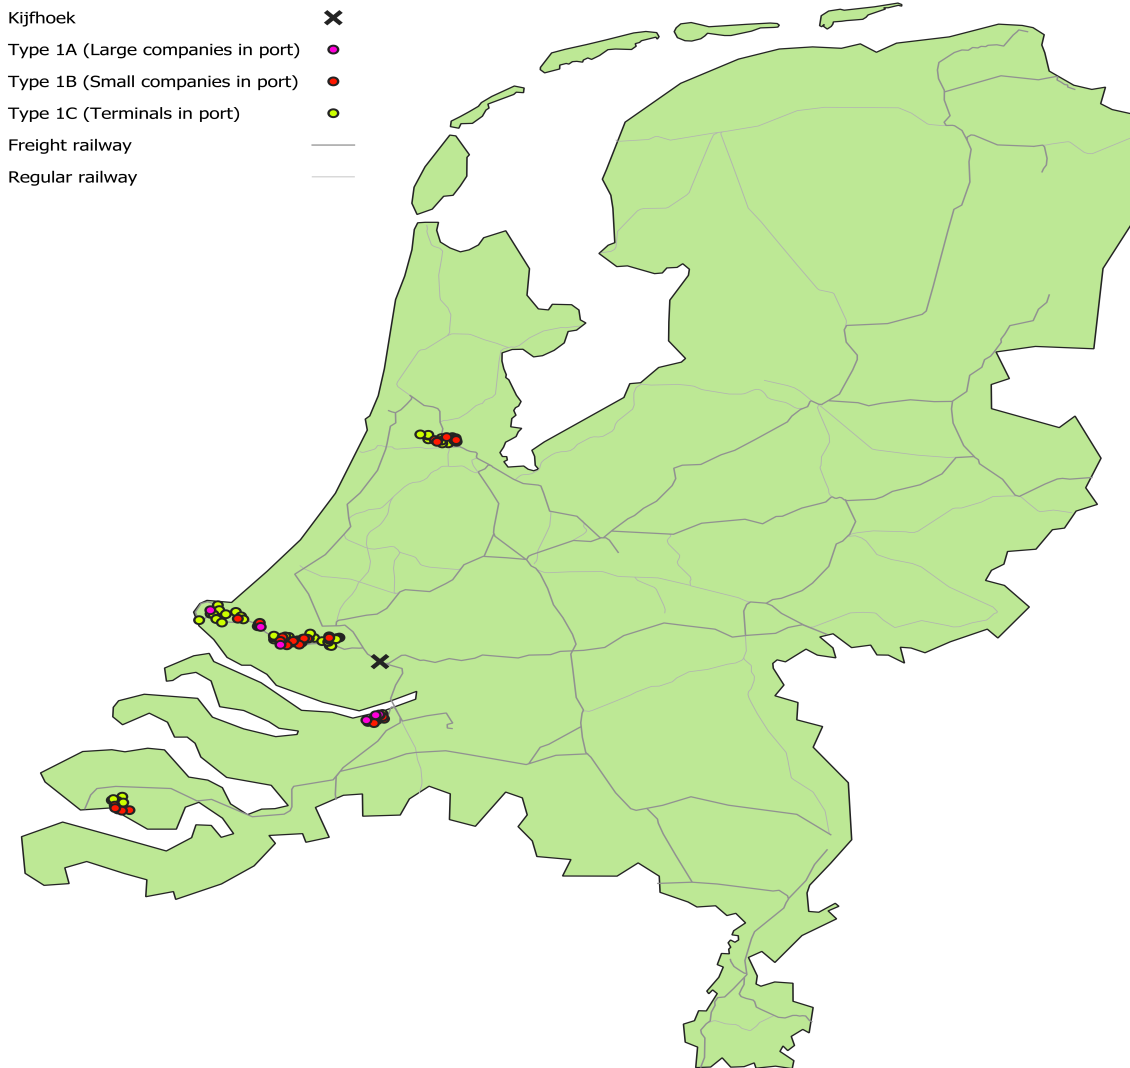 Kijfhoek
Type 1A (Large companies in port)
Type 1B (Small companies in port)
Type 1C (Terminals in port)
Freight railway
Regular railway